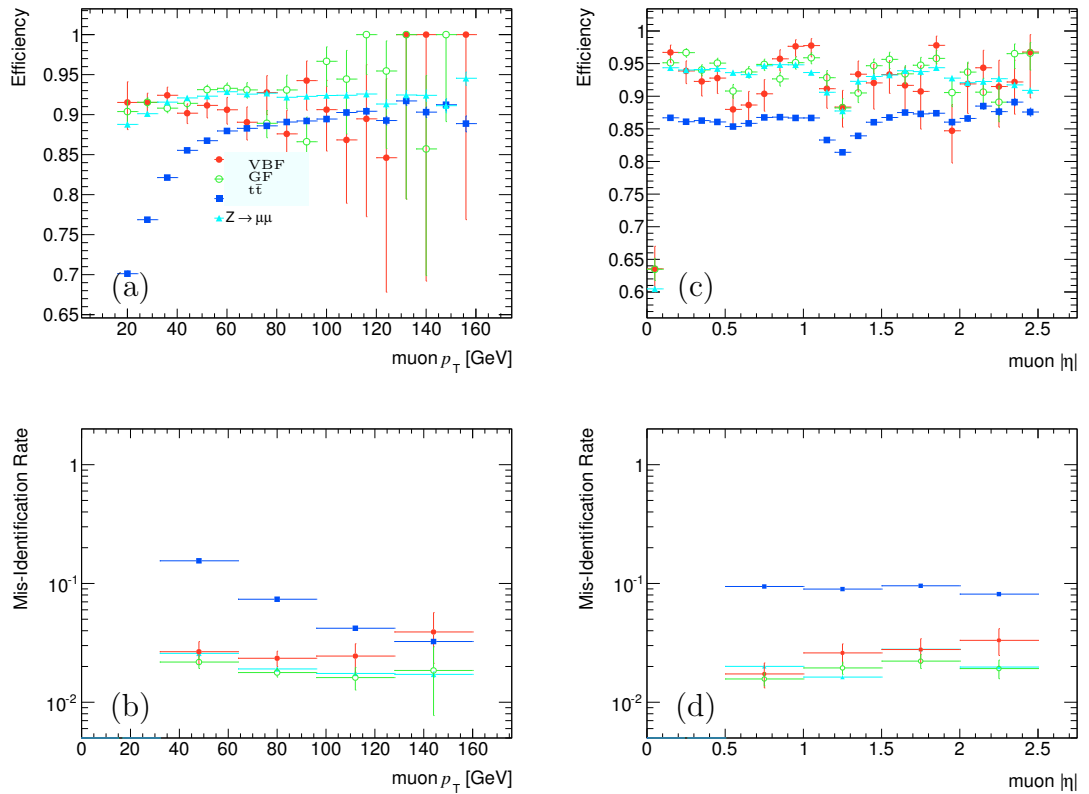 Efficiency
1
0.95
0.9
0.85
0.8
0.75
0.7
0.65
VBF
GF
tt̄
Z → μμ
(a)
20 40 60 80 100 120 140 160
muon p_T [GeV]
Efficiency
1
0.95
0.9
0.85
0.8
0.75
0.7
0.65
0.6
(c)
0 0.5 1 1.5 2 2.5
muon |η|
Mis-Identification Rate
1
10⁻¹
10⁻²
(b)
0 20 40 60 80 100 120 140 160
muon p_T [GeV]
Mis-Identification Rate
1
10⁻¹
10⁻²
(d)
0 0.5 1 1.5 2 2.5
muon |η|